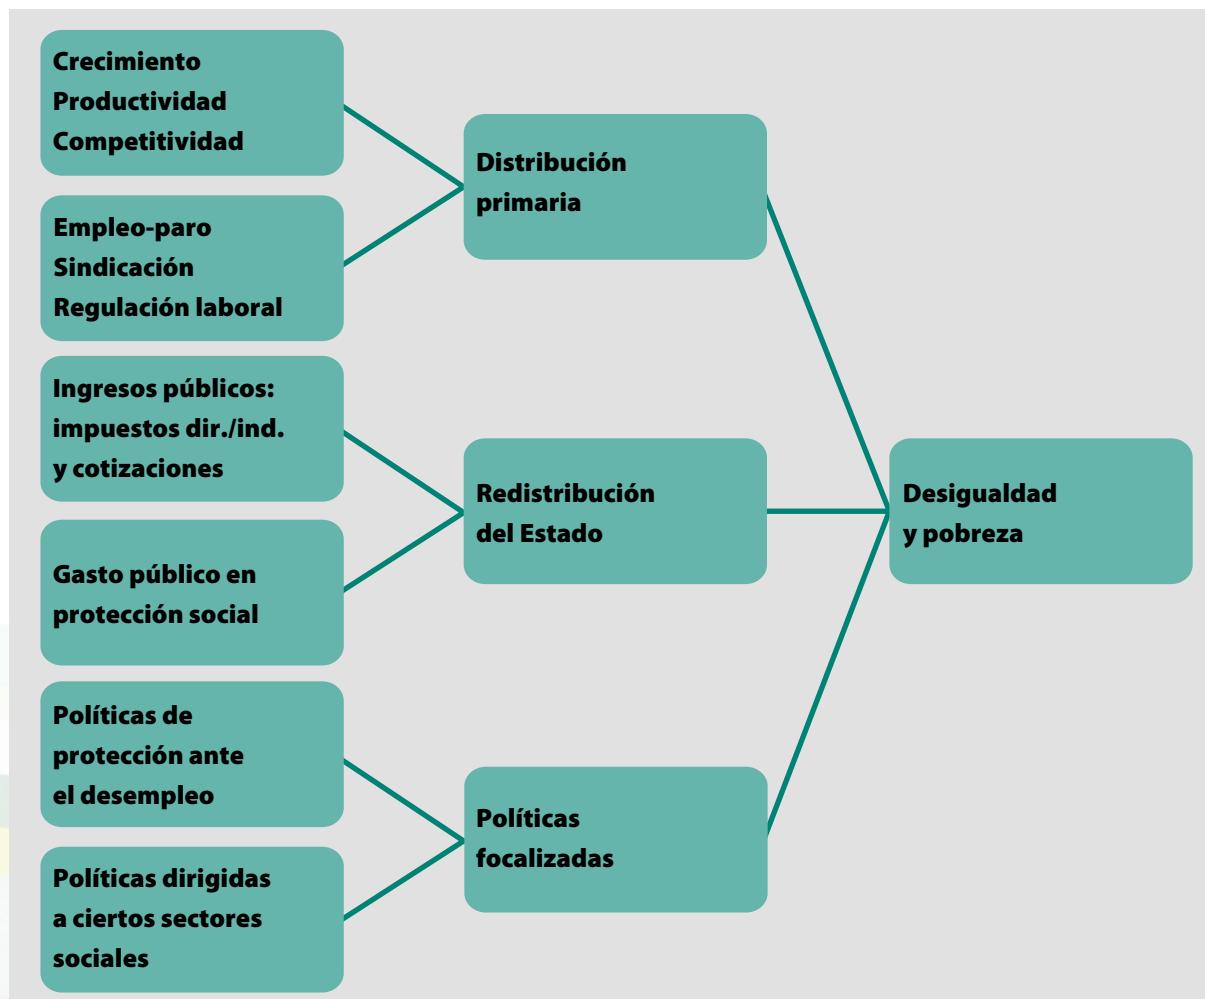 Crecimiento
Productividad
Competitividad
Empleo-paro
Sindicación
Regulación laboral
Ingresos públicos:
impuestos dir./ind.
y cotizaciones
Gasto público en
protección social
Políticas de
protección ante
el desempleo
Políticas dirigidas
a ciertos sectores
sociales
Distribución
primaria
Redistribución
del Estado
Políticas
focalizadas
Desigualdad
y pobreza